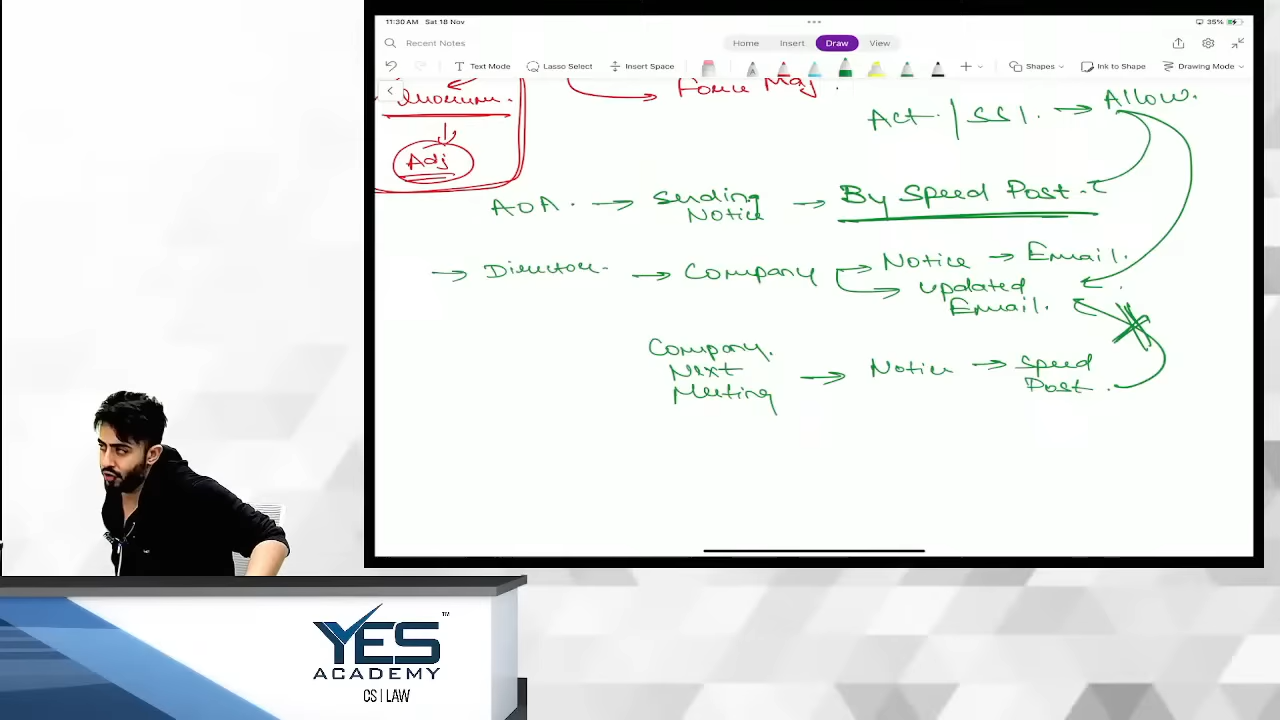 11:30 AM Sat 18 Nov
35%
Recent Notes
Home Insert Draw View
Text Mode Lasso Select Insert Space Shapes Ink to Shape Drawing Mode
Force Maj.
Act. | SS1. → Allow.
Adj
AOA. → Sending Notice → By Speed Post.
→ Director. → Company → Notice → Email.
→ updated
Email.
Company.
Next
Meeting → Notice → Speed
Post.
YES™
ACADEMY
CS | LAW